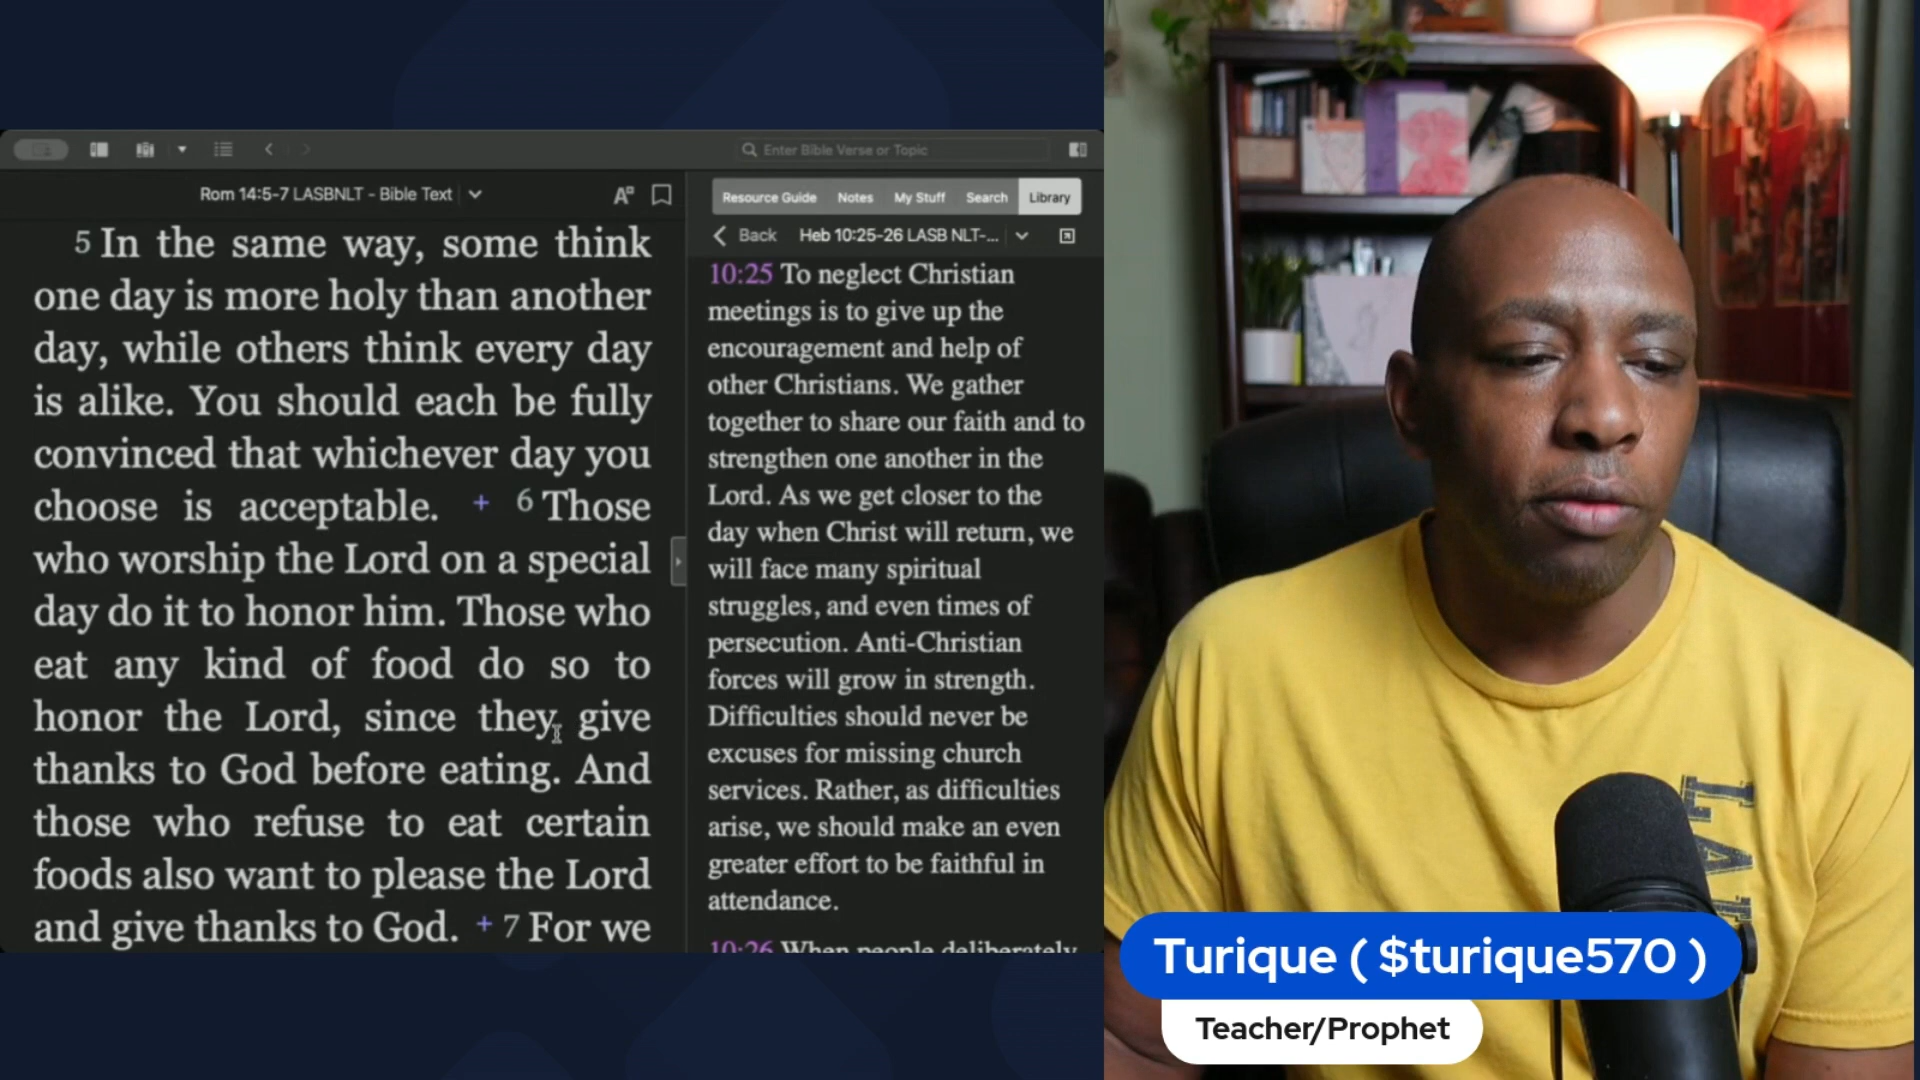 Enter Bible Verse or Topic
Rom 14:5-7 LASBNLT - Bible Text
5 In the same way, some think
one day is more holy than another
day, while others think every day
is alike. You should each be fully
convinced that whichever day you
choose is acceptable. + 6 Those
who worship the Lord on a special
day do it to honor him. Those who
eat any kind of food do so to
honor the Lord, since they give
thanks to God before eating. And
those who refuse to eat certain
foods also want to please the Lord
and give thanks to God. + 7 For we
Resource Guide Notes My Stuff Search Library
Back Heb 10:25-26 LASB NLT-...
10:25 To neglect Christian
meetings is to give up the
encouragement and help of
other Christians. We gather
together to share our faith and to
strengthen one another in the
Lord. As we get closer to the
day when Christ will return, we
will face many spiritual
struggles, and even times of
persecution. Anti-Christian
forces will grow in strength.
Difficulties should never be
excuses for missing church
services. Rather, as difficulties
arise, we should make an even
greater effort to be faithful in
attendance.
10:26 When people deliberately
Turique ( $turique570 )
Teacher/Prophet